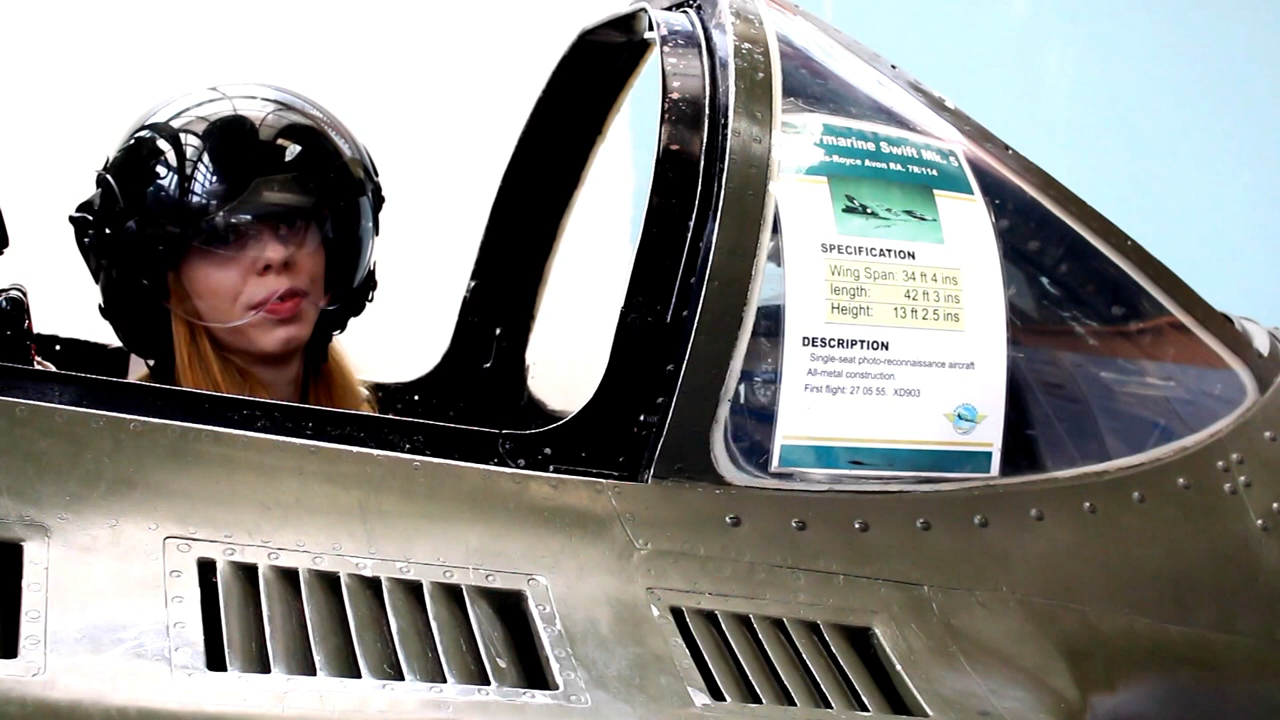 rmarine Swift Mk. 5
s-Royce Avon RA. 7R/114
SPECIFICATION
Wing Span: 34 ft 4 ins
length: 42 ft 3 ins
Height: 13 ft 2.5 ins
DESCRIPTION
Single-seat photo-reconnaissance aircraft
All-metal construction.
First flight: 27 05 55. XD903